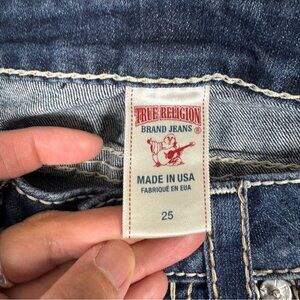 TRUE RELIGION
BRAND JEANS ®
MADE IN USA
FABRIQUÉ EN EUA
25